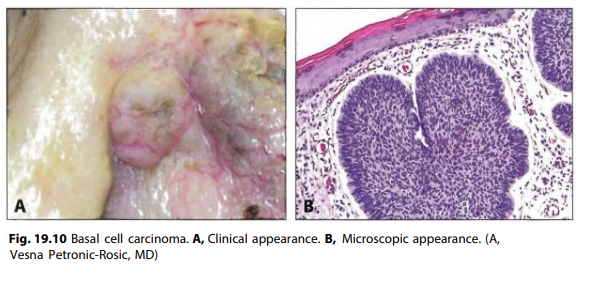 A
B
Fig. 19.10 Basal cell carcinoma. A, Clinical appearance. B, Microscopic appearance. (A,
Vesna Petronic-Rosic, MD)